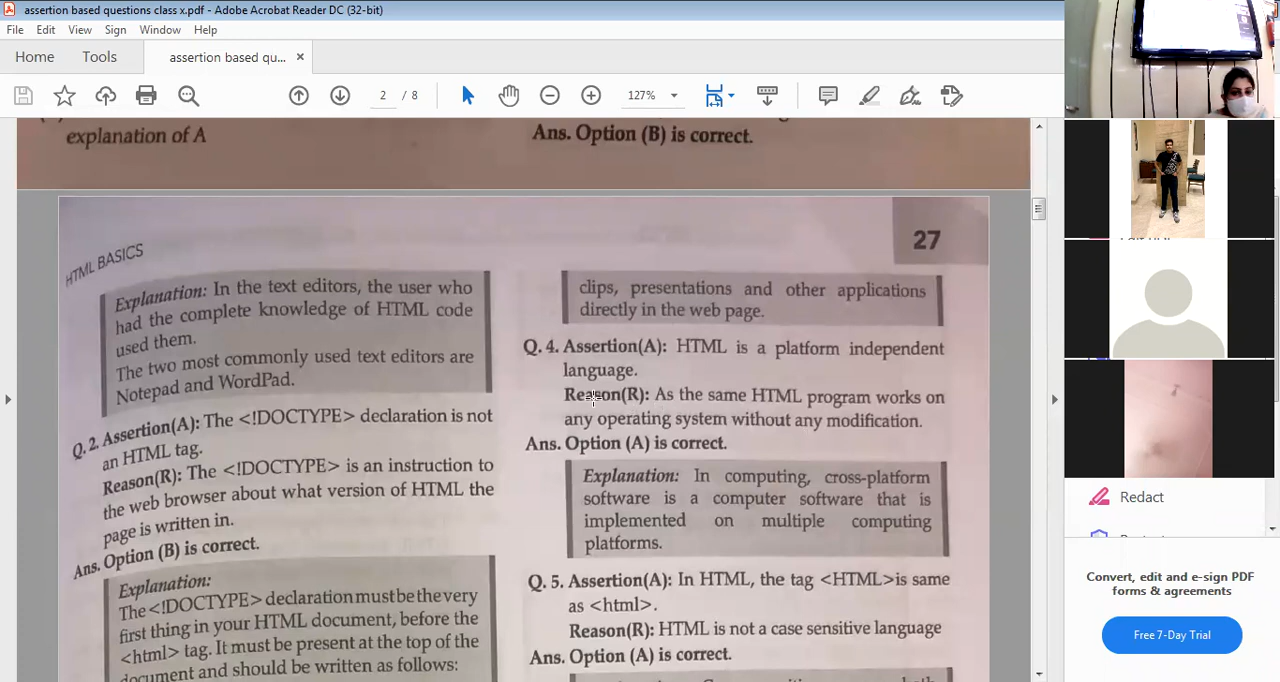 assertion based questions class x.pdf - Adobe Acrobat Reader DC (32-bit)
File Edit View Sign Window Help
Home Tools assertion based qu... ×
2 / 8 127%
explanation of A
Ans. Option (B) is correct.
HTML BASICS
27
Explanation: In the text editors, the user who
had the complete knowledge of HTML code
used them.
The two most commonly used text editors are
Notepad and WordPad.
Q. 2. Assertion(A): The <!DOCTYPE> declaration is not
an HTML tag.
Reason(R): The <!DOCTYPE> is an instruction to
the web browser about what version of HTML the
page is written in.
Ans. Option (B) is correct.
Explanation:
The <!DOCTYPE> declaration must be the very
first thing in your HTML document, before the
<html> tag. It must be present at the top of the
document and should be written as follows:
clips, presentations and other applications
directly in the web page.
Q. 4. Assertion(A): HTML is a platform independent
language.
Reason(R): As the same HTML program works on
any operating system without any modification.
Ans. Option (A) is correct.
Explanation: In computing, cross-platform
software is a computer software that is
implemented on multiple computing
platforms.
Q. 5. Assertion(A): In HTML, the tag <HTML>is same
as <html>.
Reason(R): HTML is not a case sensitive language
Ans. Option (A) is correct.
Redact
Convert, edit and e-sign PDF
forms & agreements
Free 7-Day Trial